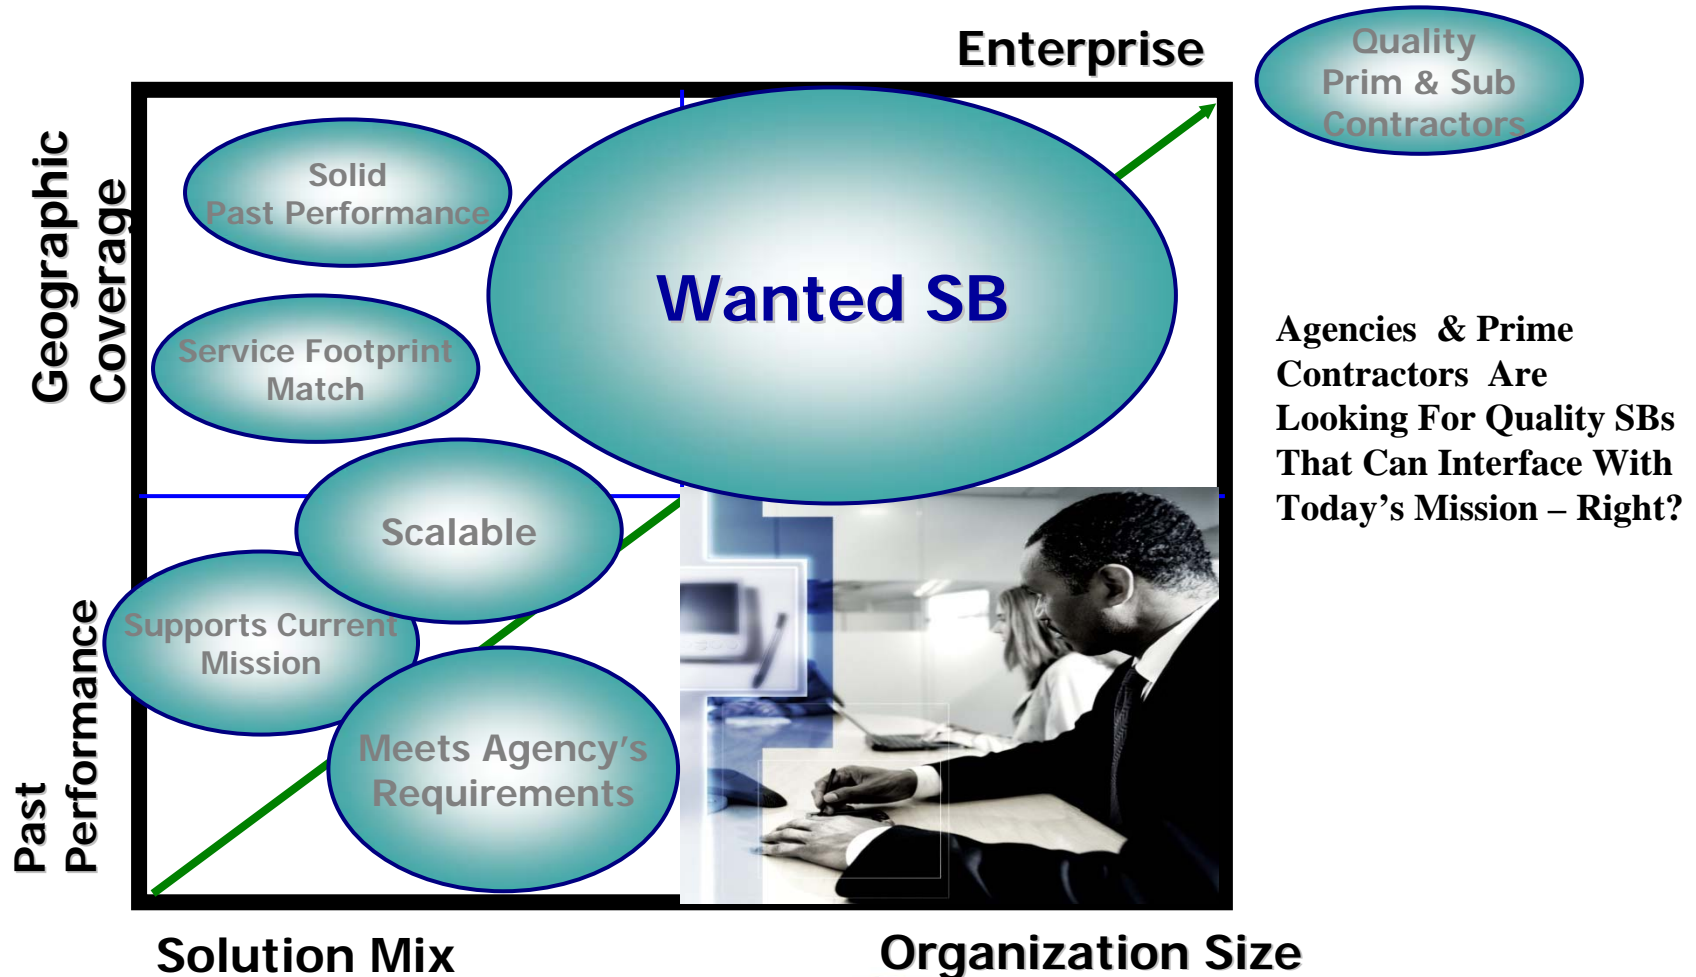 Enterprise
Quality
Prim & Sub
Contractors
Geographic
Coverage
Solid
Past Performance
Wanted SB
Service Footprint
Match
Agencies & Prime
Contractors Are
Looking For Quality SBs
That Can Interface With
Today’s Mission – Right?
Scalable
Supports Current
Mission
Past
Performance
Meets Agency’s
Requirements
Solution Mix
Organization Size